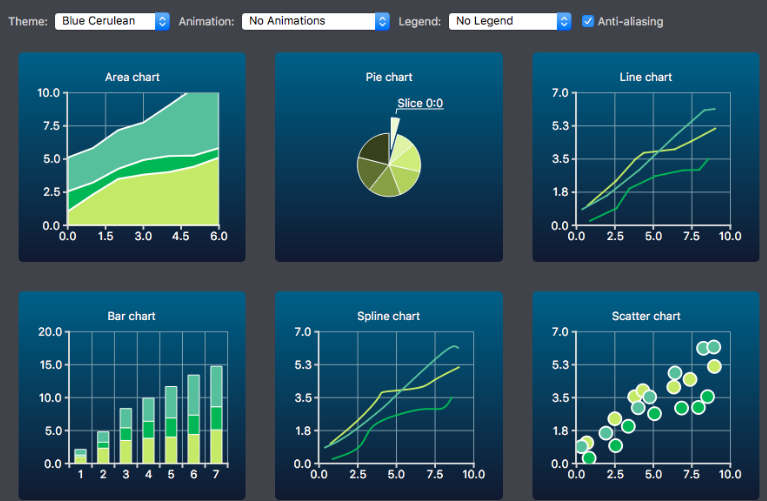 Theme: Blue Cerulean Animation: No Animations Legend: No Legend Anti-aliasing
Area chart
10.0
7.5
5.0
2.5
0.0
0.0 1.5 3.0 4.5 6.0
Pie chart
Slice 0:0
Line chart
7.0
5.3
3.5
1.8
0.0
0.0 2.5 5.0 7.5 10.0
Bar chart
20.0
15.0
10.0
5.0
0.0
1 2 3 4 5 6 7
Spline chart
7.0
5.3
3.5
1.8
0.0
0.0 2.5 5.0 7.5 10.0
Scatter chart
7.0
5.3
3.5
1.8
0.0
0.0 2.5 5.0 7.5 10.0